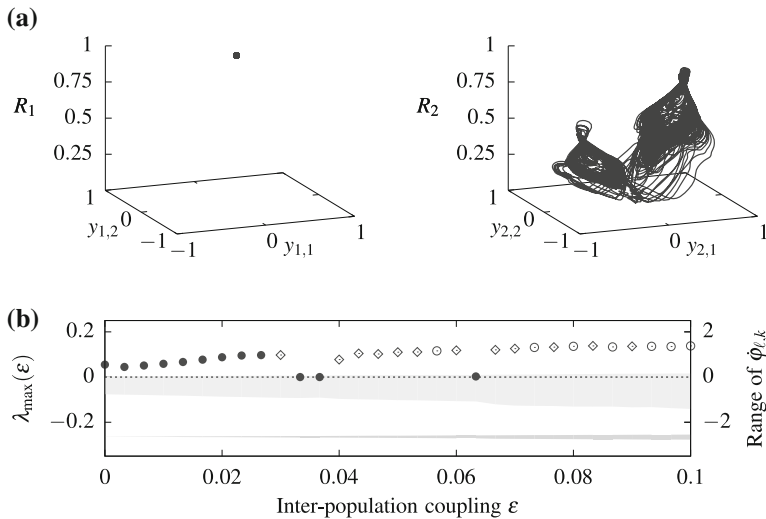 (a)
1
0.75
R1
0.5
0.25
1
y1,2 0
−1
−1
0 y1,1
1
1
0.75
R2
0.5
0.25
1
y2,2 0
−1
−1
0 y2,1
1
(b)
0.2
0
−0.2
λmax(ε)
2
0
−2
Range of φ̇ℓ,k
0 0.02 0.04 0.06 0.08 0.1
Inter-population coupling ε